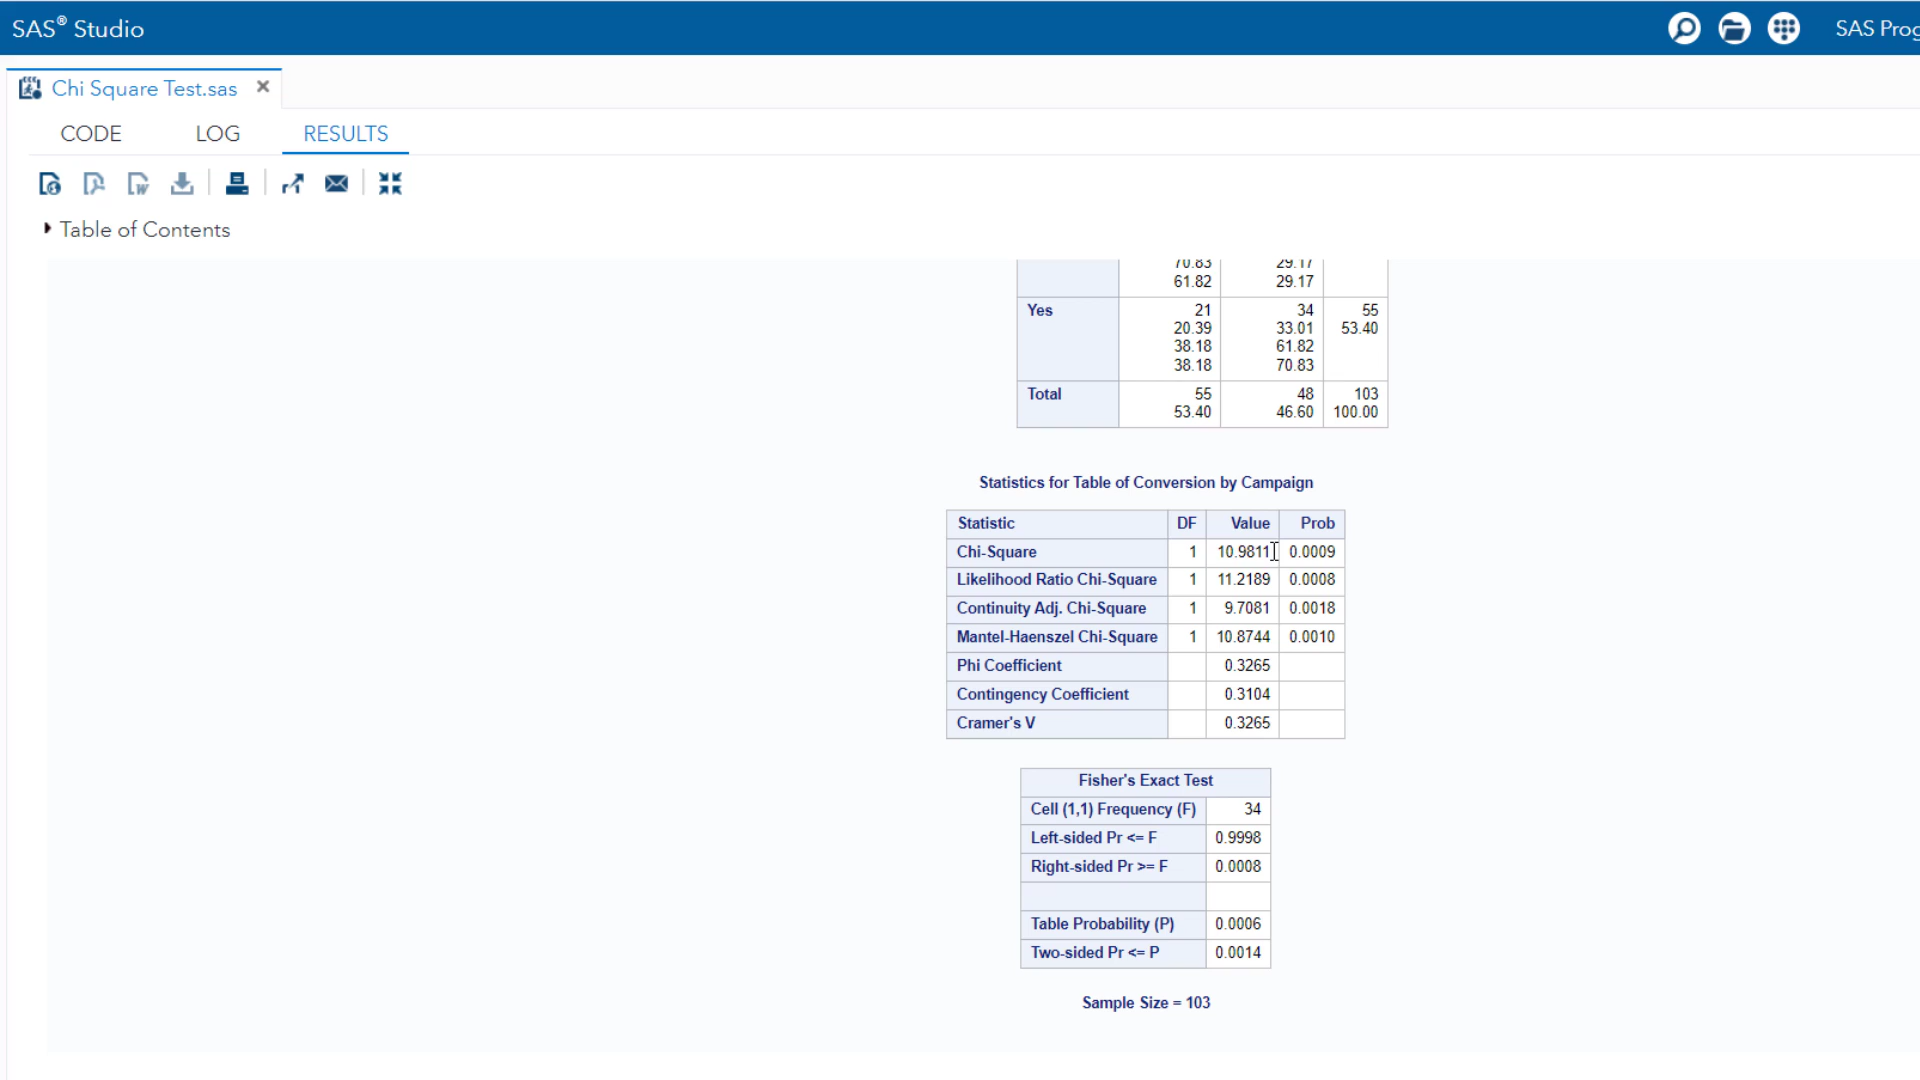 SAS® Studio
SAS Prog
Chi Square Test.sas
CODE LOG RESULTS
Table of Contents
70.83 29.17
61.82 29.17
Yes 21 34 55
20.39 33.01 53.40
38.18 61.82
38.18 70.83
Total 55 48 103
53.40 46.60 100.00
Statistics for Table of Conversion by Campaign
Statistic DF Value Prob
Chi-Square 1 10.9811 0.0009
Likelihood Ratio Chi-Square 1 11.2189 0.0008
Continuity Adj. Chi-Square 1 9.7081 0.0018
Mantel-Haenszel Chi-Square 1 10.8744 0.0010
Phi Coefficient 0.3265
Contingency Coefficient 0.3104
Cramer's V 0.3265
Fisher's Exact Test
Cell (1,1) Frequency (F) 34
Left-sided Pr <= F 0.9998
Right-sided Pr >= F 0.0008
Table Probability (P) 0.0006
Two-sided Pr <= P 0.0014
Sample Size = 103